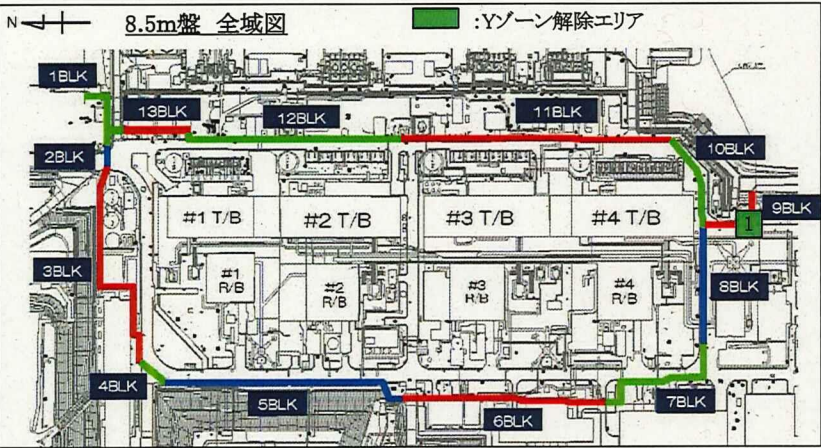 N
8.5m盤 全域図
:Yゾーン解除エリア
1BLK
13BLK
12BLK
11BLK
2BLK
10BLK
#1 T/B
#2 T/B
#3 T/B
#4 T/B
9BLK
1
3BLK
#1
R/B
#2
R/B
#3
R/B
#4
R/B
8BLK
4BLK
5BLK
6BLK
7BLK